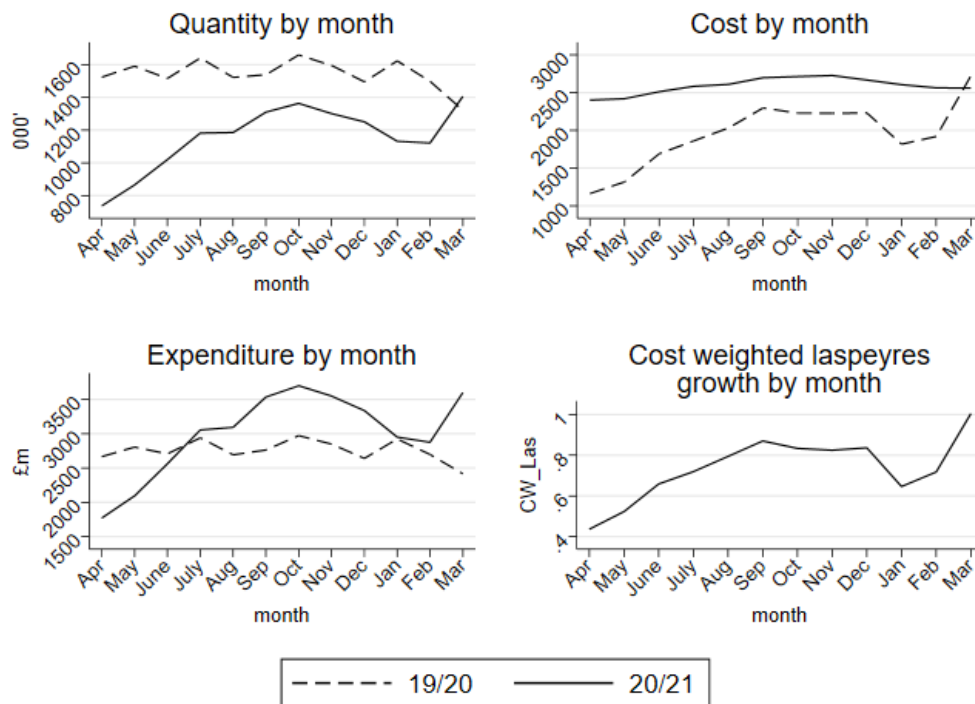 Quantity by month
000'
1600
1400
1200
1000
800
Apr
May
June
July
Aug
Sep
Oct
Nov
Dec
Jan
Feb
Mar
month
Cost by month
3000
2500
2000
1500
1000
Apr
May
June
July
Aug
Sep
Oct
Nov
Dec
Jan
Feb
Mar
month
Expenditure by month
£m
3500
3000
2500
2000
1500
Apr
May
June
July
Aug
Sep
Oct
Nov
Dec
Jan
Feb
Mar
month
Cost weighted laspeyres
growth by month
CW_Las
1
.8
.6
.4
Apr
May
June
July
Aug
Sep
Oct
Nov
Dec
Jan
Feb
Mar
month
19/20
20/21